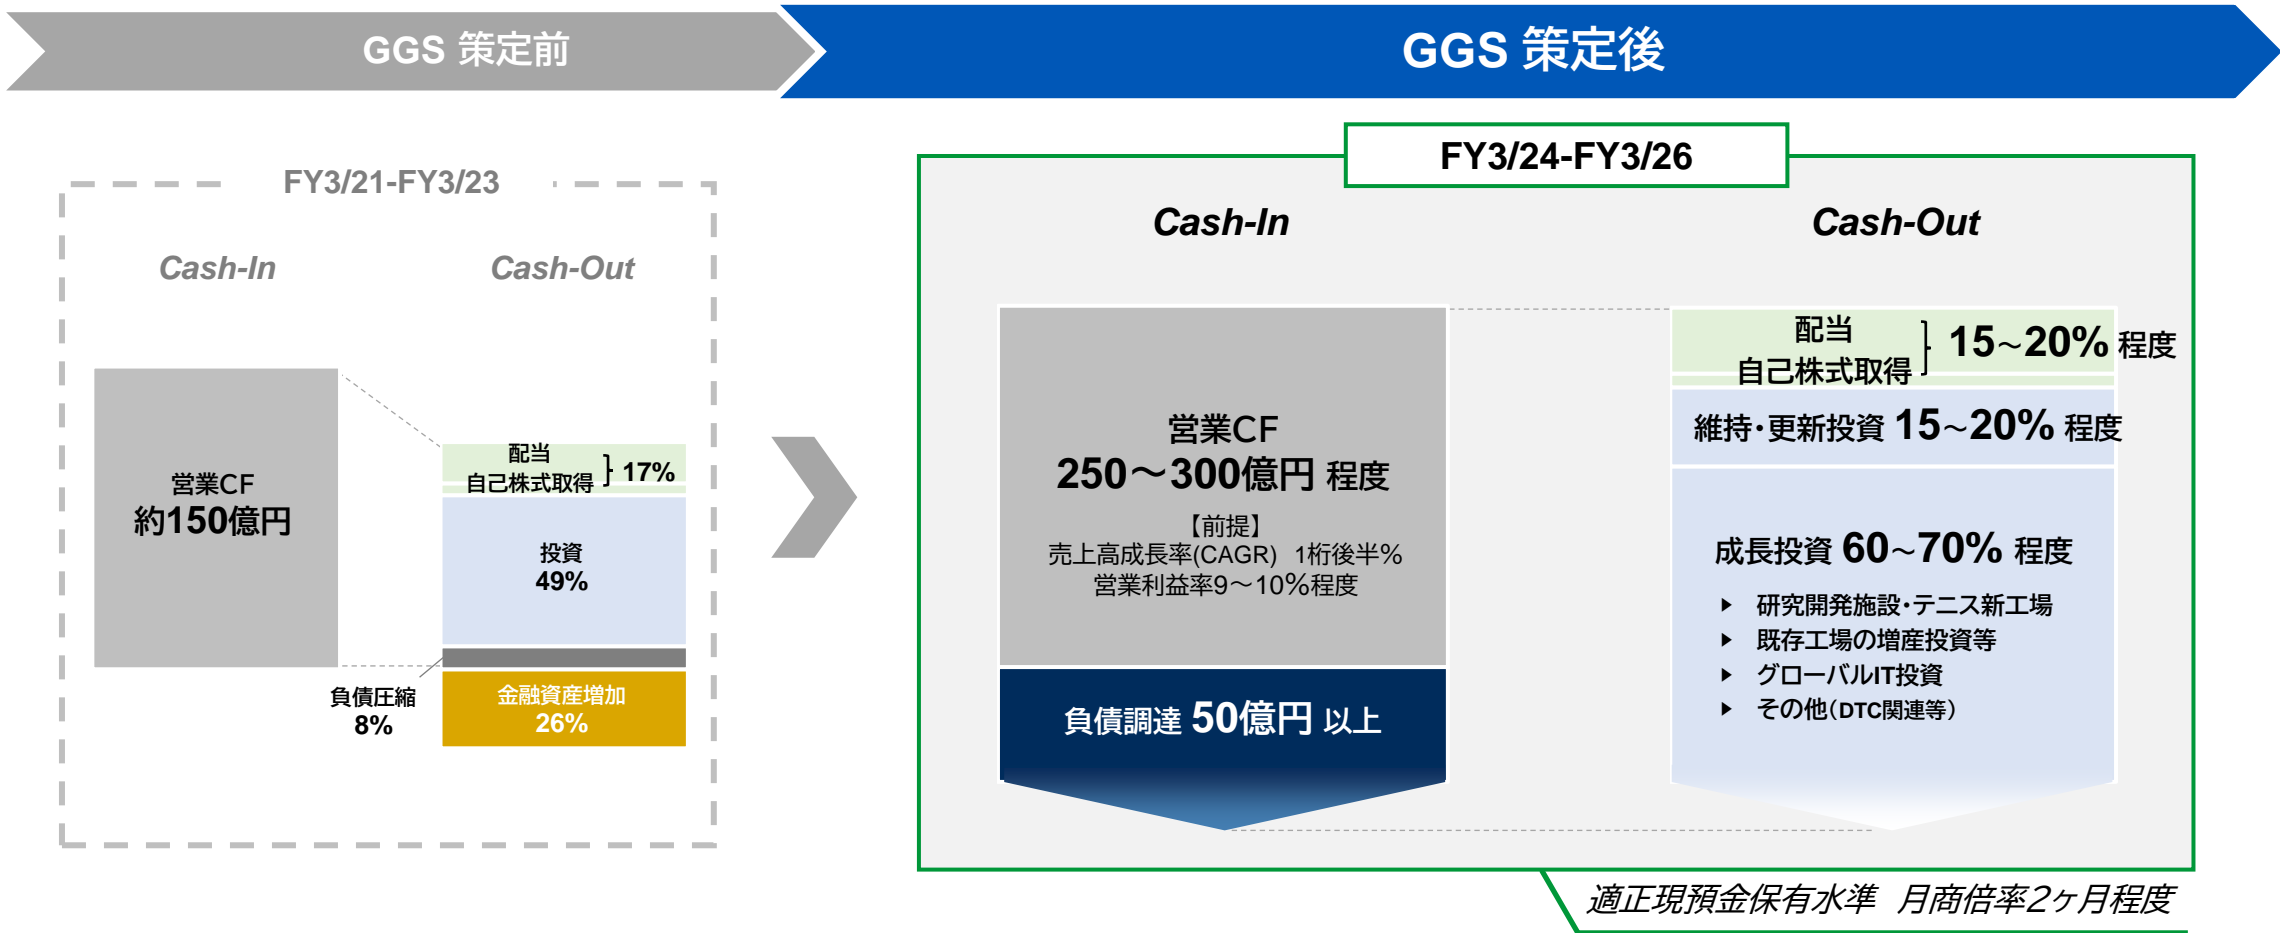 GGS 策定前
GGS 策定後
FY3/21-FY3/23
Cash-In
Cash-Out
営業CF
約150億円
配当
自己株式取得
17%
投資
49%
負債圧縮
8%
金融資産増加
26%
FY3/24-FY3/26
Cash-In
Cash-Out
営業CF
250～300億円 程度
【前提】
売上高成長率(CAGR) 1桁後半%
営業利益率9～10％程度
負債調達 50億円 以上
配当
自己株式取得
15~20% 程度
維持・更新投資 15~20% 程度
成長投資 60~70% 程度
▶ 研究開発施設・テニス新工場
▶ 既存工場の増産投資等
▶ グローバルIT投資
▶ その他（DTC関連等）
適正現預金保有水準 月商倍率2ヶ月程度